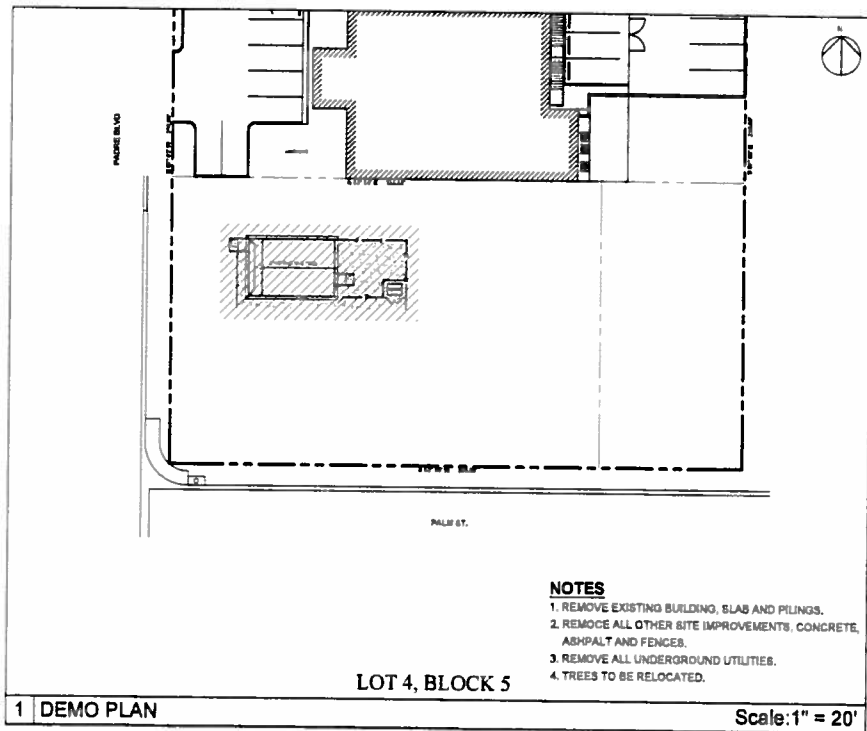 N
PADRE BLVD
PALM ST.
NOTES
1. REMOVE EXISTING BUILDING, SLAB AND PILINGS.
2. REMOCE ALL OTHER SITE IMPROVEMENTS, CONCRETE,
ASHPALT AND FENCES.
3. REMOVE ALL UNDERGROUND UTILITIES.
4. TREES TO BE RELOCATED.
LOT 4, BLOCK 5
1 DEMO PLAN
Scale:1" = 20'